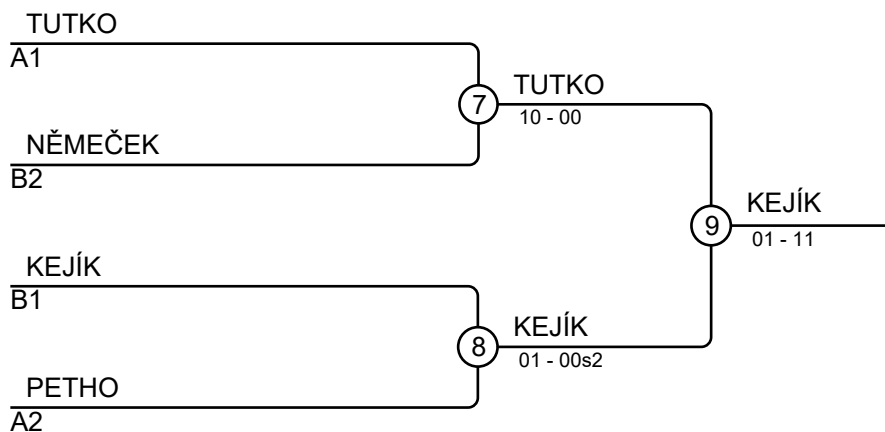 TUTKO
A1
7
TUTKO
10 - 00
NĚMEČEK
B2
9
KEJÍK
01 - 11
KEJÍK
B1
8
KEJÍK
01 - 00s2
PETHO
A2